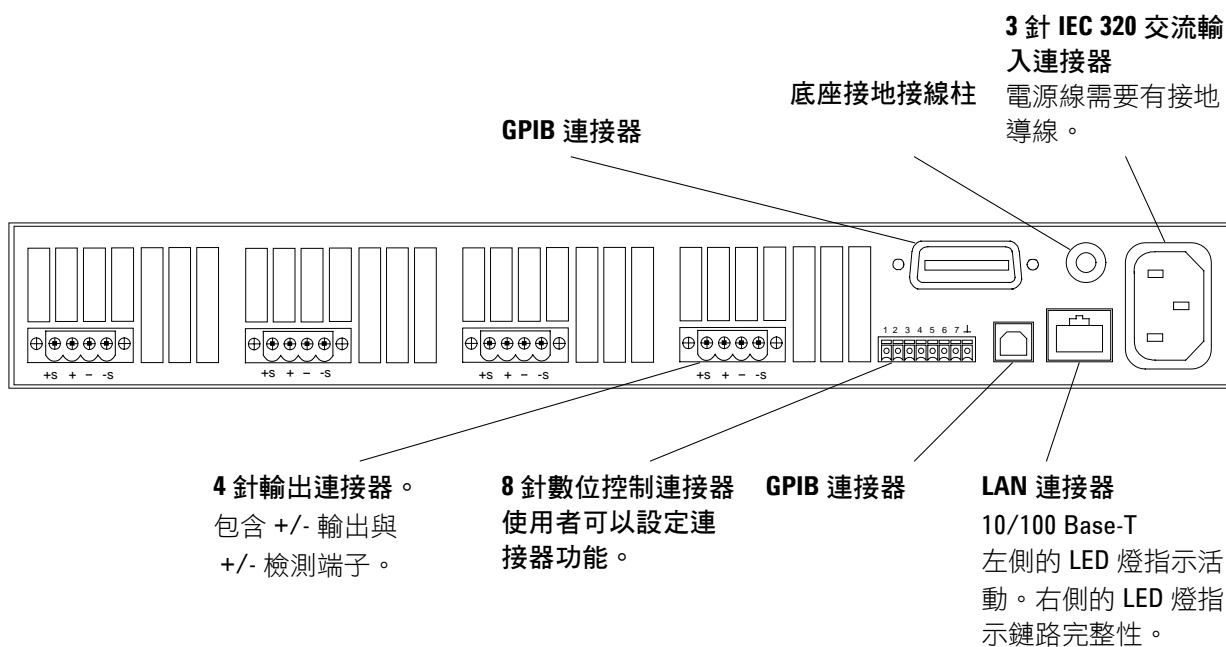 3 針 IEC 320 交流輸
入連接器
電源線需要有接地
導線。
底座接地接線柱
GPIB 連接器
1 2 3 4 5 6 7 ⊥
+S + − -S
+S + − -S
+S + − -S
+S + − -S
4 針輸出連接器。
包含 +/- 輸出與
+/- 檢測端子。
8 針數位控制連接器
使用者可以設定連
接器功能。
GPIB 連接器
LAN 連接器
10/100 Base-T
左側的 LED 燈指示活
動。右側的 LED 燈指
示鏈路完整性。